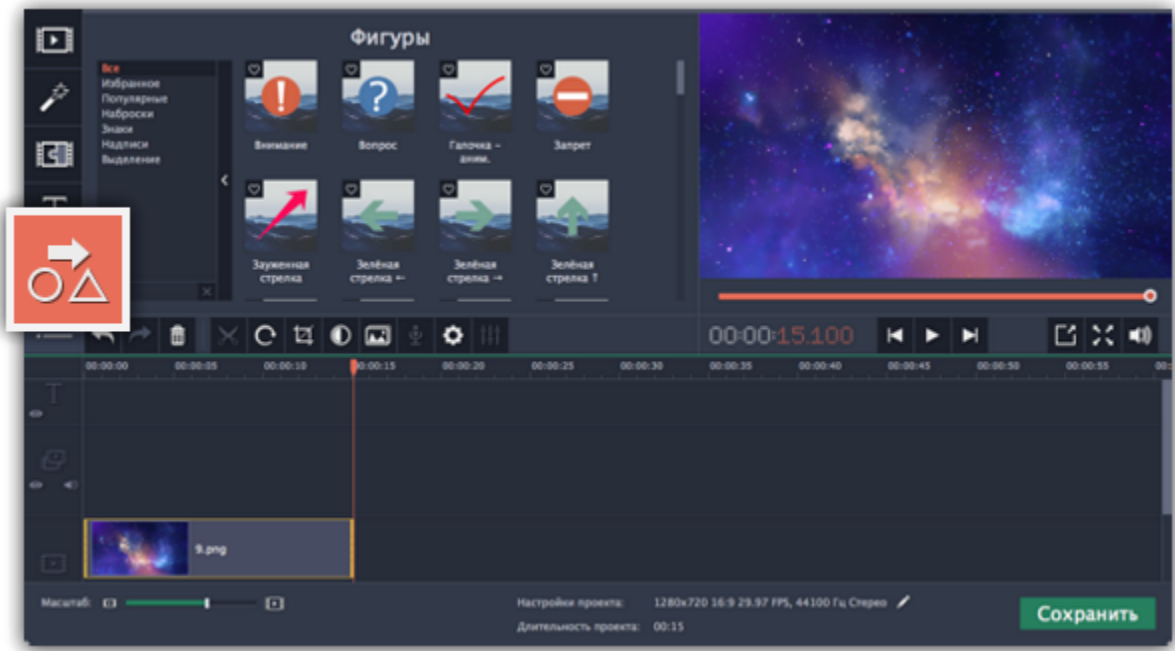 Фигуры
Все
Избранное
Популярные
Наброски
Знаки
Надписи
Выделение
Внимание
Вопрос
Галочка –
аним.
Запрет
Зауженная
стрелка
Зелёная
стрелка ←
Зелёная
стрелка →
Зелёная
стрелка ↑
00:00:15.100
00:00:00 00:00:05 00:00:10 00:00:15 00:00:20 00:00:25 00:00:30 00:00:35 00:00:40 00:00:45 00:00:50 00:00:55
9.png
Масштаб:
Настройки проекта: 1280x720 16:9 29.97 FPS, 44100 Гц Стерео
Длительность проекта: 00:15
Сохранить